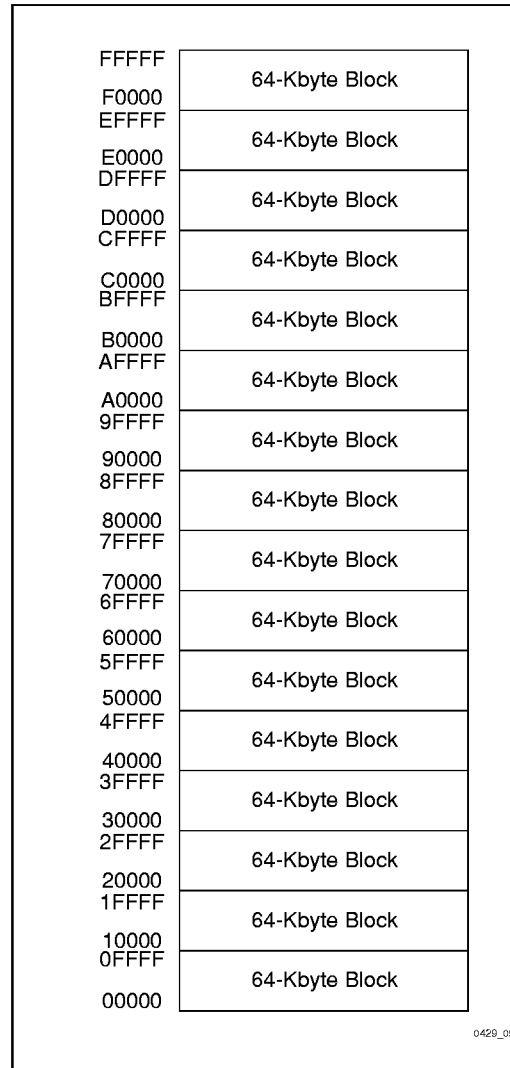 FFFFF
64-Kbyte Block
F0000
EFFFF
64-Kbyte Block
E0000
DFFFF
64-Kbyte Block
D0000
CFFFF
64-Kbyte Block
C0000
BFFFF
64-Kbyte Block
B0000
AFFFF
64-Kbyte Block
A0000
9FFFF
64-Kbyte Block
90000
8FFFF
64-Kbyte Block
80000
7FFFF
64-Kbyte Block
70000
6FFFF
64-Kbyte Block
60000
5FFFF
64-Kbyte Block
50000
4FFFF
64-Kbyte Block
40000
3FFFF
64-Kbyte Block
30000
2FFFF
64-Kbyte Block
20000
1FFFF
64-Kbyte Block
10000
0FFFF
64-Kbyte Block
00000